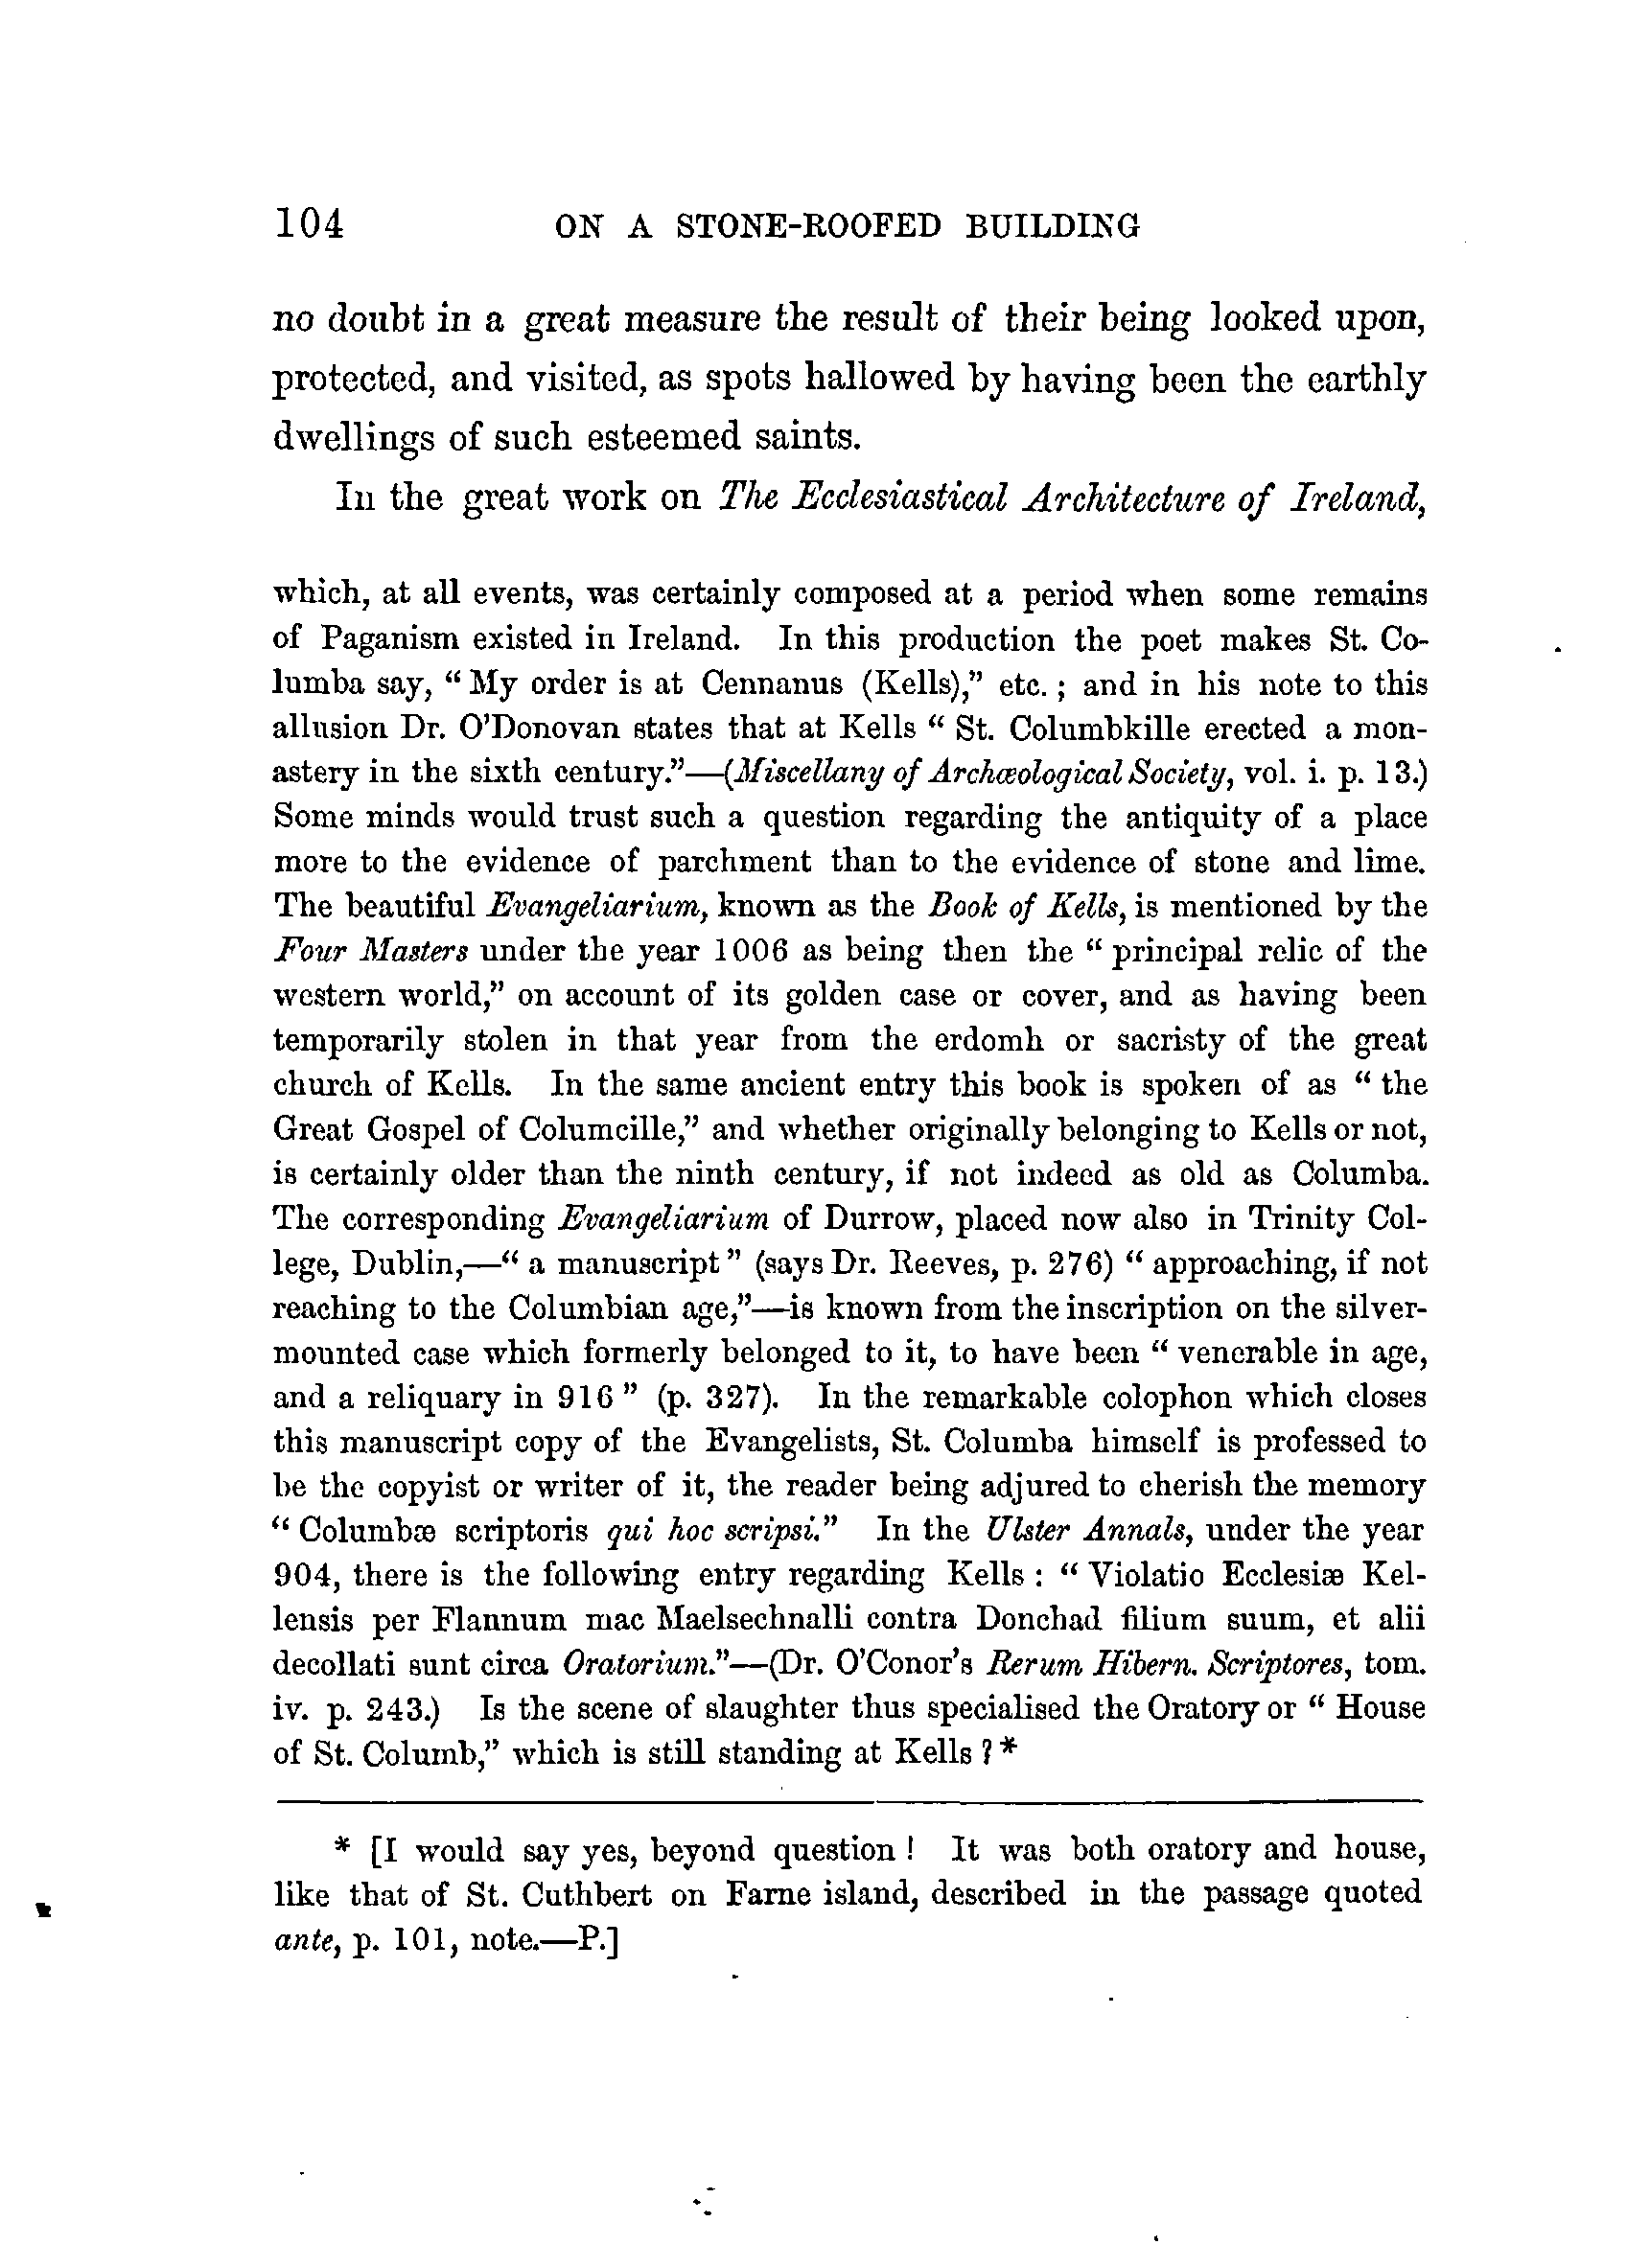 104 ON A STONE-ROOFED BUILDING
no doubt in a great measure the result of their being looked upon,
protected, and visited, as spots hallowed by having been the earthly
dwellings of such esteemed saints.
In the great work on The Ecclesiastical Architecture of Ireland,
which, at all events, was certainly composed at a period when some remains
of Paganism existed in Ireland. In this production the poet makes St. Co-
lumba say, “ My order is at Cennanus (Kells),” etc. ; and in his note to this
allusion Dr. O’Donovan states that at Kells “ St. Columbkille erected a mon-
astery in the sixth century.”—(Miscellany of Archæological Society, vol. i. p. 13.)
Some minds would trust such a question regarding the antiquity of a place
more to the evidence of parchment than to the evidence of stone and lime.
The beautiful Evangeliarium, known as the Book of Kells, is mentioned by the
Four Masters under the year 1006 as being then the “ principal relic of the
western world,” on account of its golden case or cover, and as having been
temporarily stolen in that year from the erdomh or sacristy of the great
church of Kells. In the same ancient entry this book is spoken of as “ the
Great Gospel of Columcille,” and whether originally belonging to Kells or not,
is certainly older than the ninth century, if not indeed as old as Columba.
The corresponding Evangeliarium of Durrow, placed now also in Trinity Col-
lege, Dublin,—“ a manuscript ” (says Dr. Reeves, p. 276) “ approaching, if not
reaching to the Columbian age,”—is known from the inscription on the silver-
mounted case which formerly belonged to it, to have been “ venerable in age,
and a reliquary in 916 ” (p. 327). In the remarkable colophon which closes
this manuscript copy of the Evangelists, St. Columba himself is professed to
be the copyist or writer of it, the reader being adjured to cherish the memory
“ Columbæ scriptoris qui hoc scripsi.” In the Ulster Annals, under the year
904, there is the following entry regarding Kells : “ Violatio Ecclesiæ Kel-
lensis per Flannum mac Maelsechnalli contra Donchad filium suum, et alii
decollati sunt circa Oratorium.”—(Dr. O’Conor’s Rerum Hibern. Scriptores, tom.
iv. p. 243.) Is the scene of slaughter thus specialised the Oratory or “ House
of St. Columb,” which is still standing at Kells ? *
* [I would say yes, beyond question ! It was both oratory and house,
like that of St. Cuthbert on Farne island, described in the passage quoted
ante, p. 101, note.—P.]